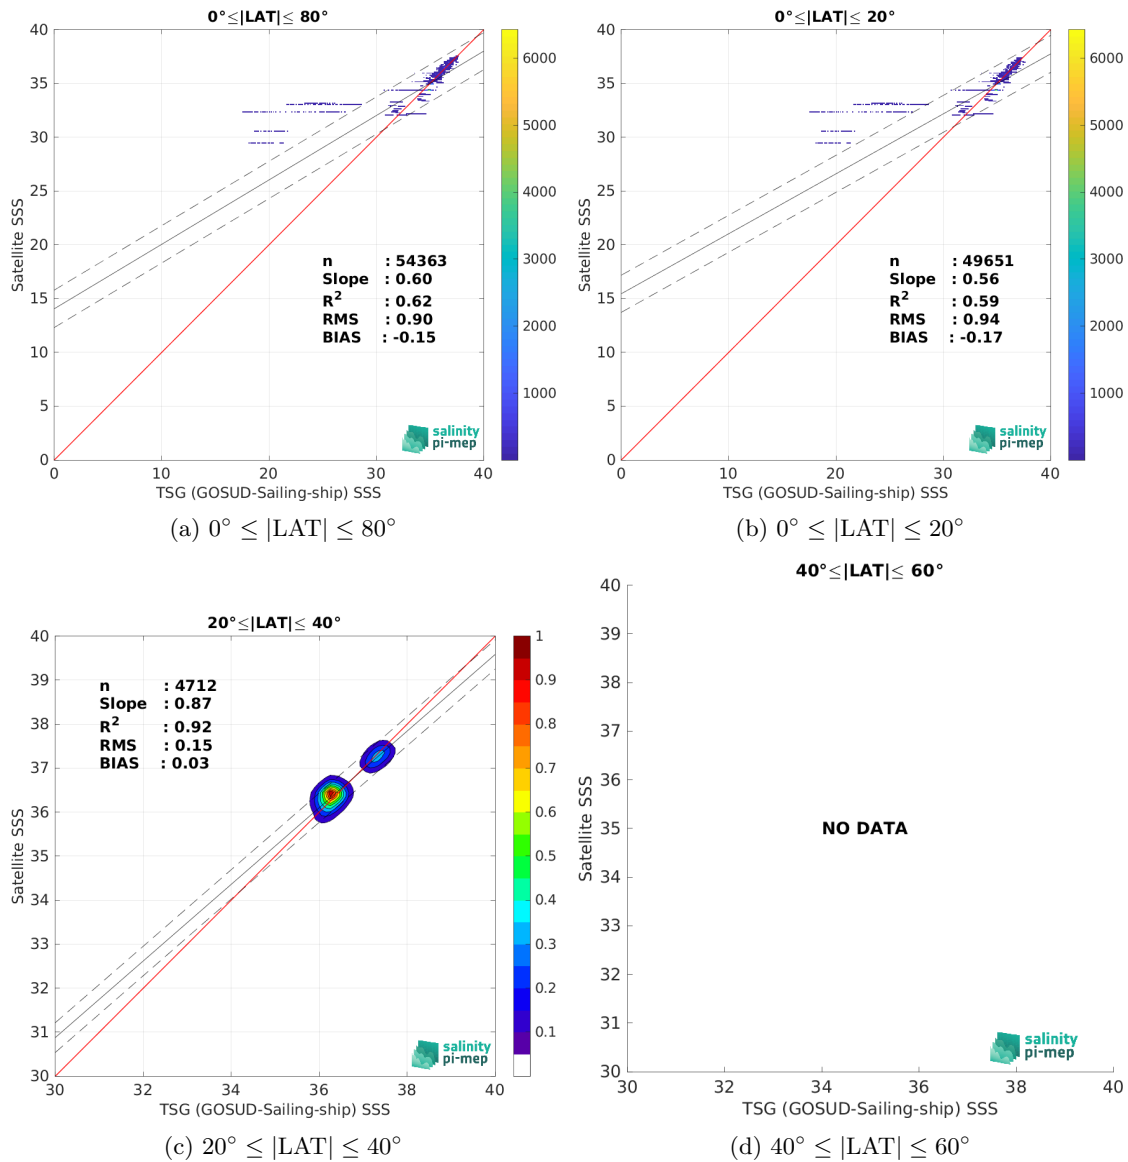 0°≤|LAT|≤ 80°
40
35
30
25
20
15
10
5
0
Satellite SSS
n : 54363
Slope : 0.60
R² : 0.62
RMS : 0.90
BIAS : -0.15
salinity
pi-mep
0 10 20 30 40
TSG (GOSUD-Sailing-ship) SSS
6000
5000
4000
3000
2000
1000
(a) 0° ≤ |LAT| ≤ 80°
0°≤|LAT|≤ 20°
40
35
30
25
20
15
10
5
0
Satellite SSS
n : 49651
Slope : 0.56
R² : 0.59
RMS : 0.94
BIAS : -0.17
salinity
pi-mep
0 10 20 30 40
TSG (GOSUD-Sailing-ship) SSS
6000
5000
4000
3000
2000
1000
(b) 0° ≤ |LAT| ≤ 20°
20°≤|LAT|≤ 40°
40
39
38
37
36
35
34
33
32
31
30
Satellite SSS
n : 4712
Slope : 0.87
R² : 0.92
RMS : 0.15
BIAS : 0.03
salinity
pi-mep
30 32 34 36 38 40
TSG (GOSUD-Sailing-ship) SSS
1
0.9
0.8
0.7
0.6
0.5
0.4
0.3
0.2
0.1
(c) 20° ≤ |LAT| ≤ 40°
40°≤|LAT|≤ 60°
40
39
38
37
36
35
34
33
32
31
30
Satellite SSS
NO DATA
salinity
pi-mep
30 32 34 36 38 40
TSG (GOSUD-Sailing-ship) SSS
(d) 40° ≤ |LAT| ≤ 60°